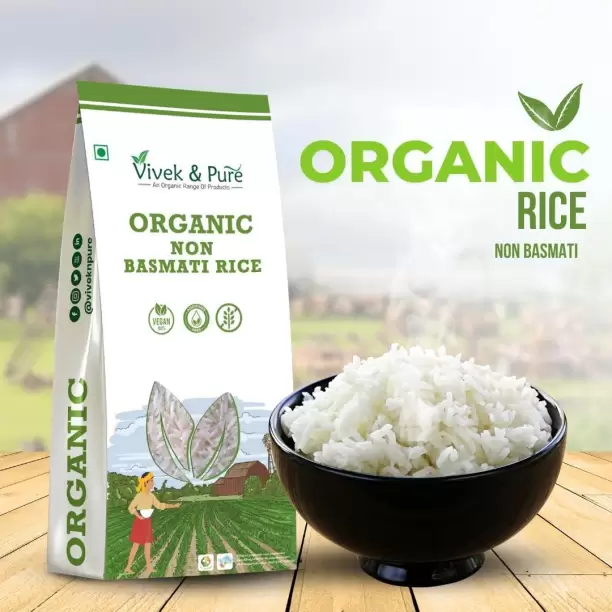 Vivek & Pure
An Organic Range Of Products
ORGANIC
NON
BASMATI RICE
VEGAN
@viveknpure
ORGANIC
ORGANIC
RICE
NON BASMATI